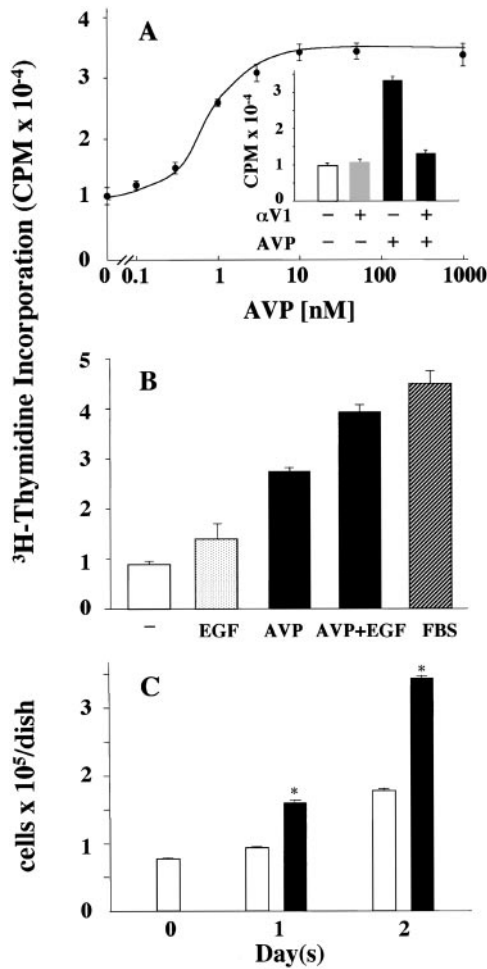 ³H-Thymidine Incorporation (CPM x 10⁻⁴)
A
4
3
2
1
0
0 0.1 1 10 100 1000
AVP [nM]
CPM x 10⁻⁴
3
2
1
0
αV1 − + − +
AVP − − + +
B
5
4
3
2
1
0
− EGF AVP AVP+EGF FBS
C
cells x 10⁵/dish
3
2
1
0
* *
0 1 2
Day(s)